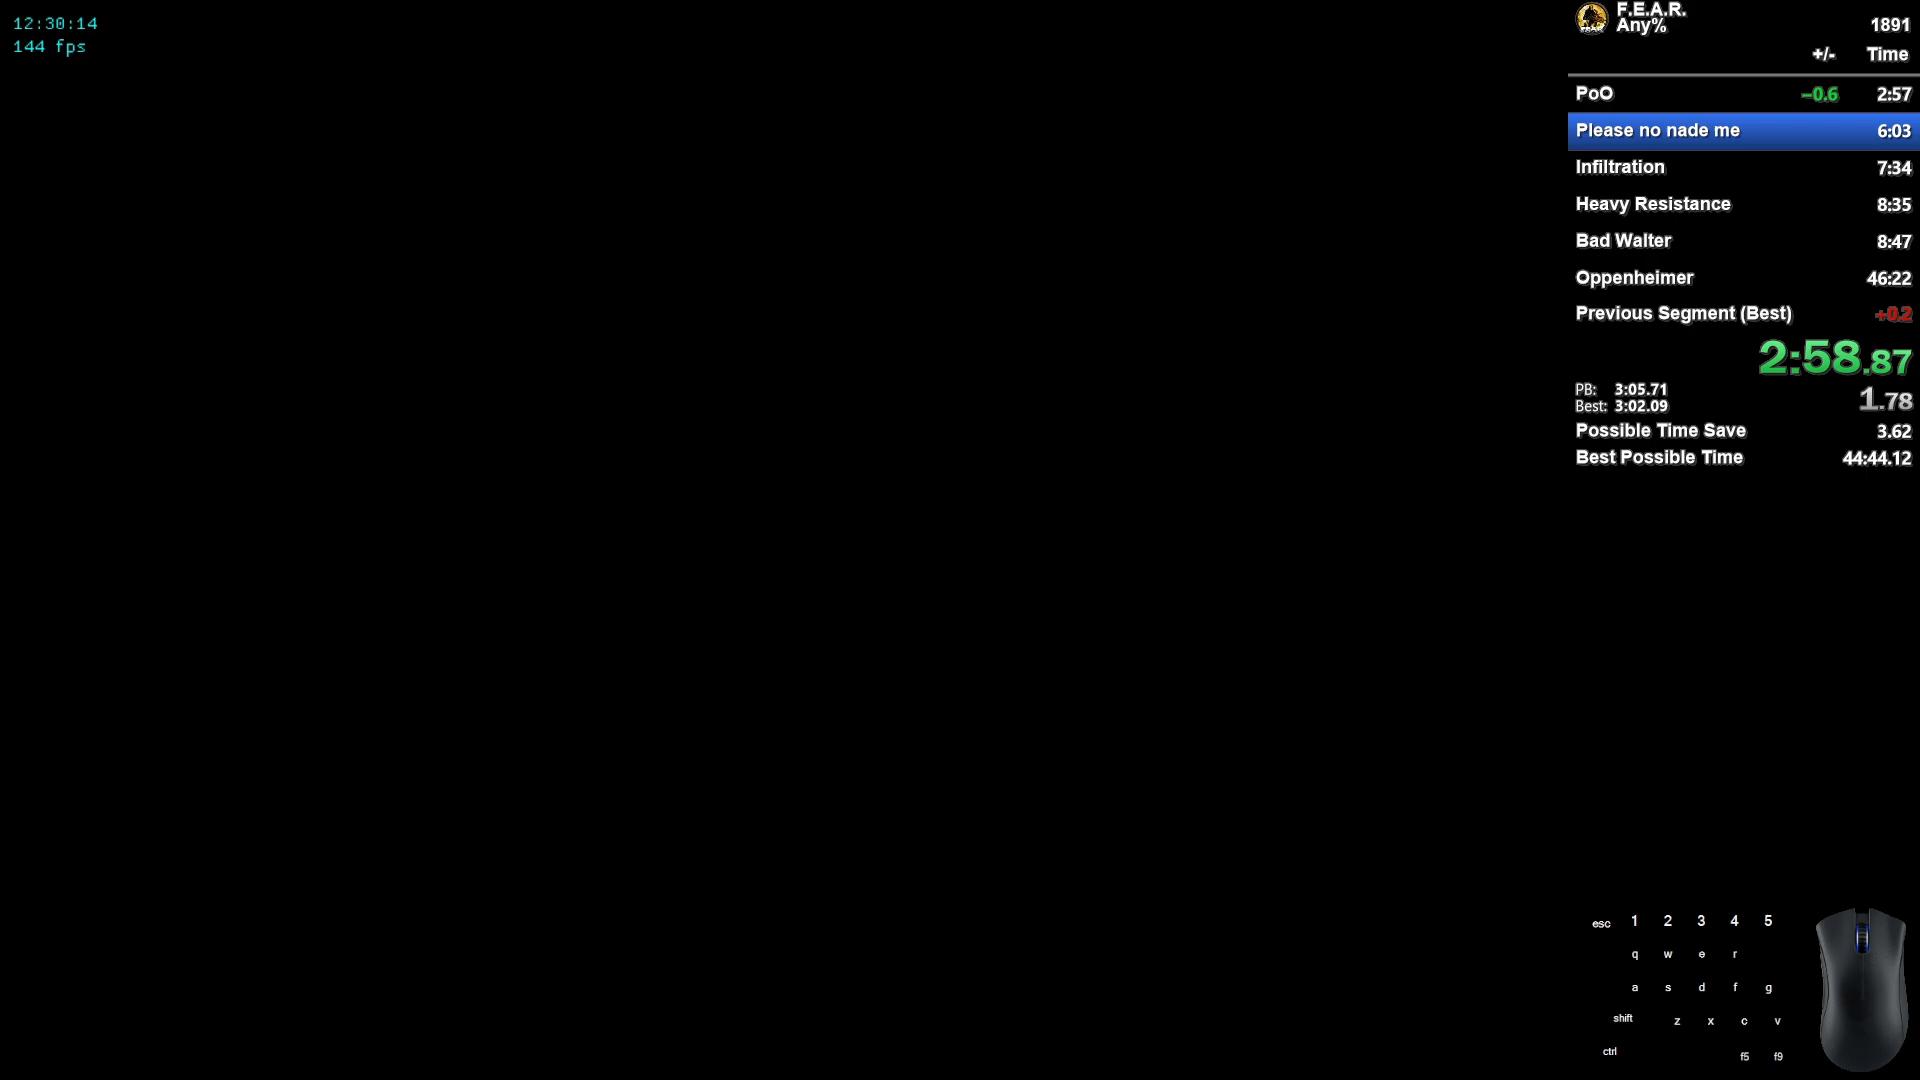 12:30:14
144 fps
F.E.A.R.
Any%
1891
+/- Time
PoO -0.6 2:57
Please no nade me 6:03
Infiltration 7:34
Heavy Resistance 8:35
Bad Walter 8:47
Oppenheimer 46:22
Previous Segment (Best) +0.2
2:58.87
PB: 3:05.71
Best: 3:02.09
1.78
Possible Time Save 3.62
Best Possible Time 44:44.12
esc 1 2 3 4 5
q w e r
a s d f g
shift z x c v
ctrl f5 f9